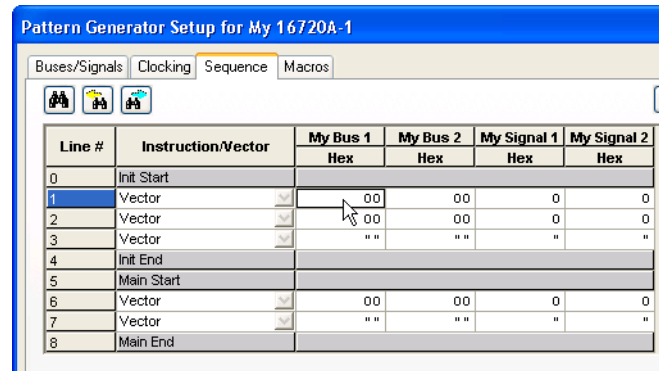 Pattern Generator Setup for My 16720A-1
Buses/Signals Clocking Sequence Macros
Line # Instruction/Vector My Bus 1 My Bus 2 My Signal 1 My Signal 2
Hex Hex Hex Hex
0 Init Start
1 Vector 00 00 0 0
2 Vector 00 00 0 0
3 Vector " " " " " "
4 Init End
5 Main Start
6 Vector 00 00 0 0
7 Vector " " " " " "
8 Main End